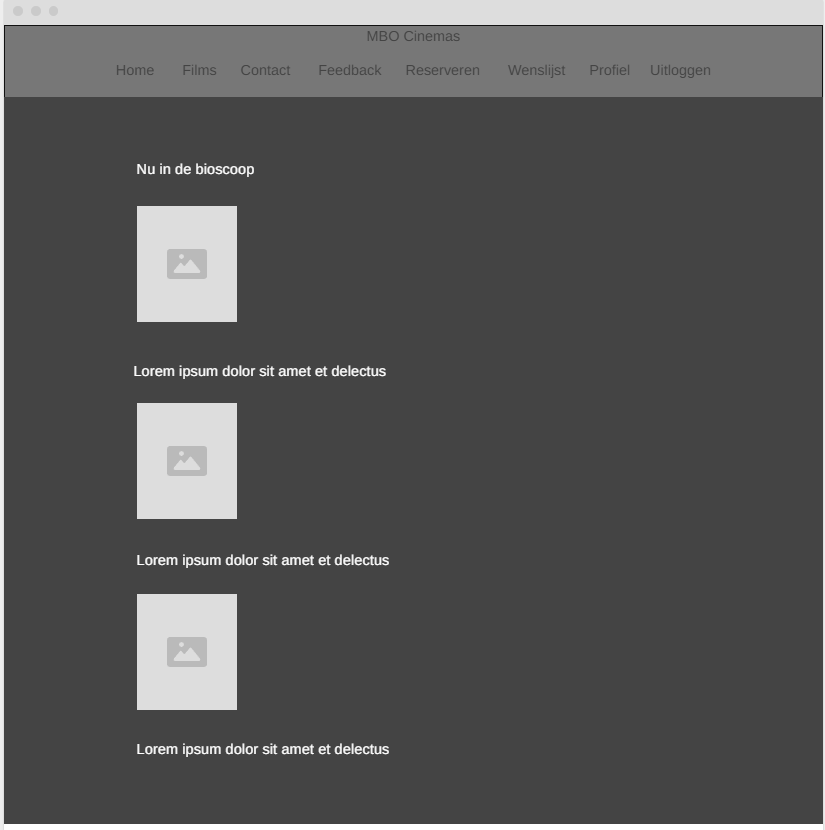 MBO Cinemas
Home Films Contact Feedback Reserveren Wenslijst Profiel Uitloggen
Nu in de bioscoop
Lorem ipsum dolor sit amet et delectus
Lorem ipsum dolor sit amet et delectus
Lorem ipsum dolor sit amet et delectus